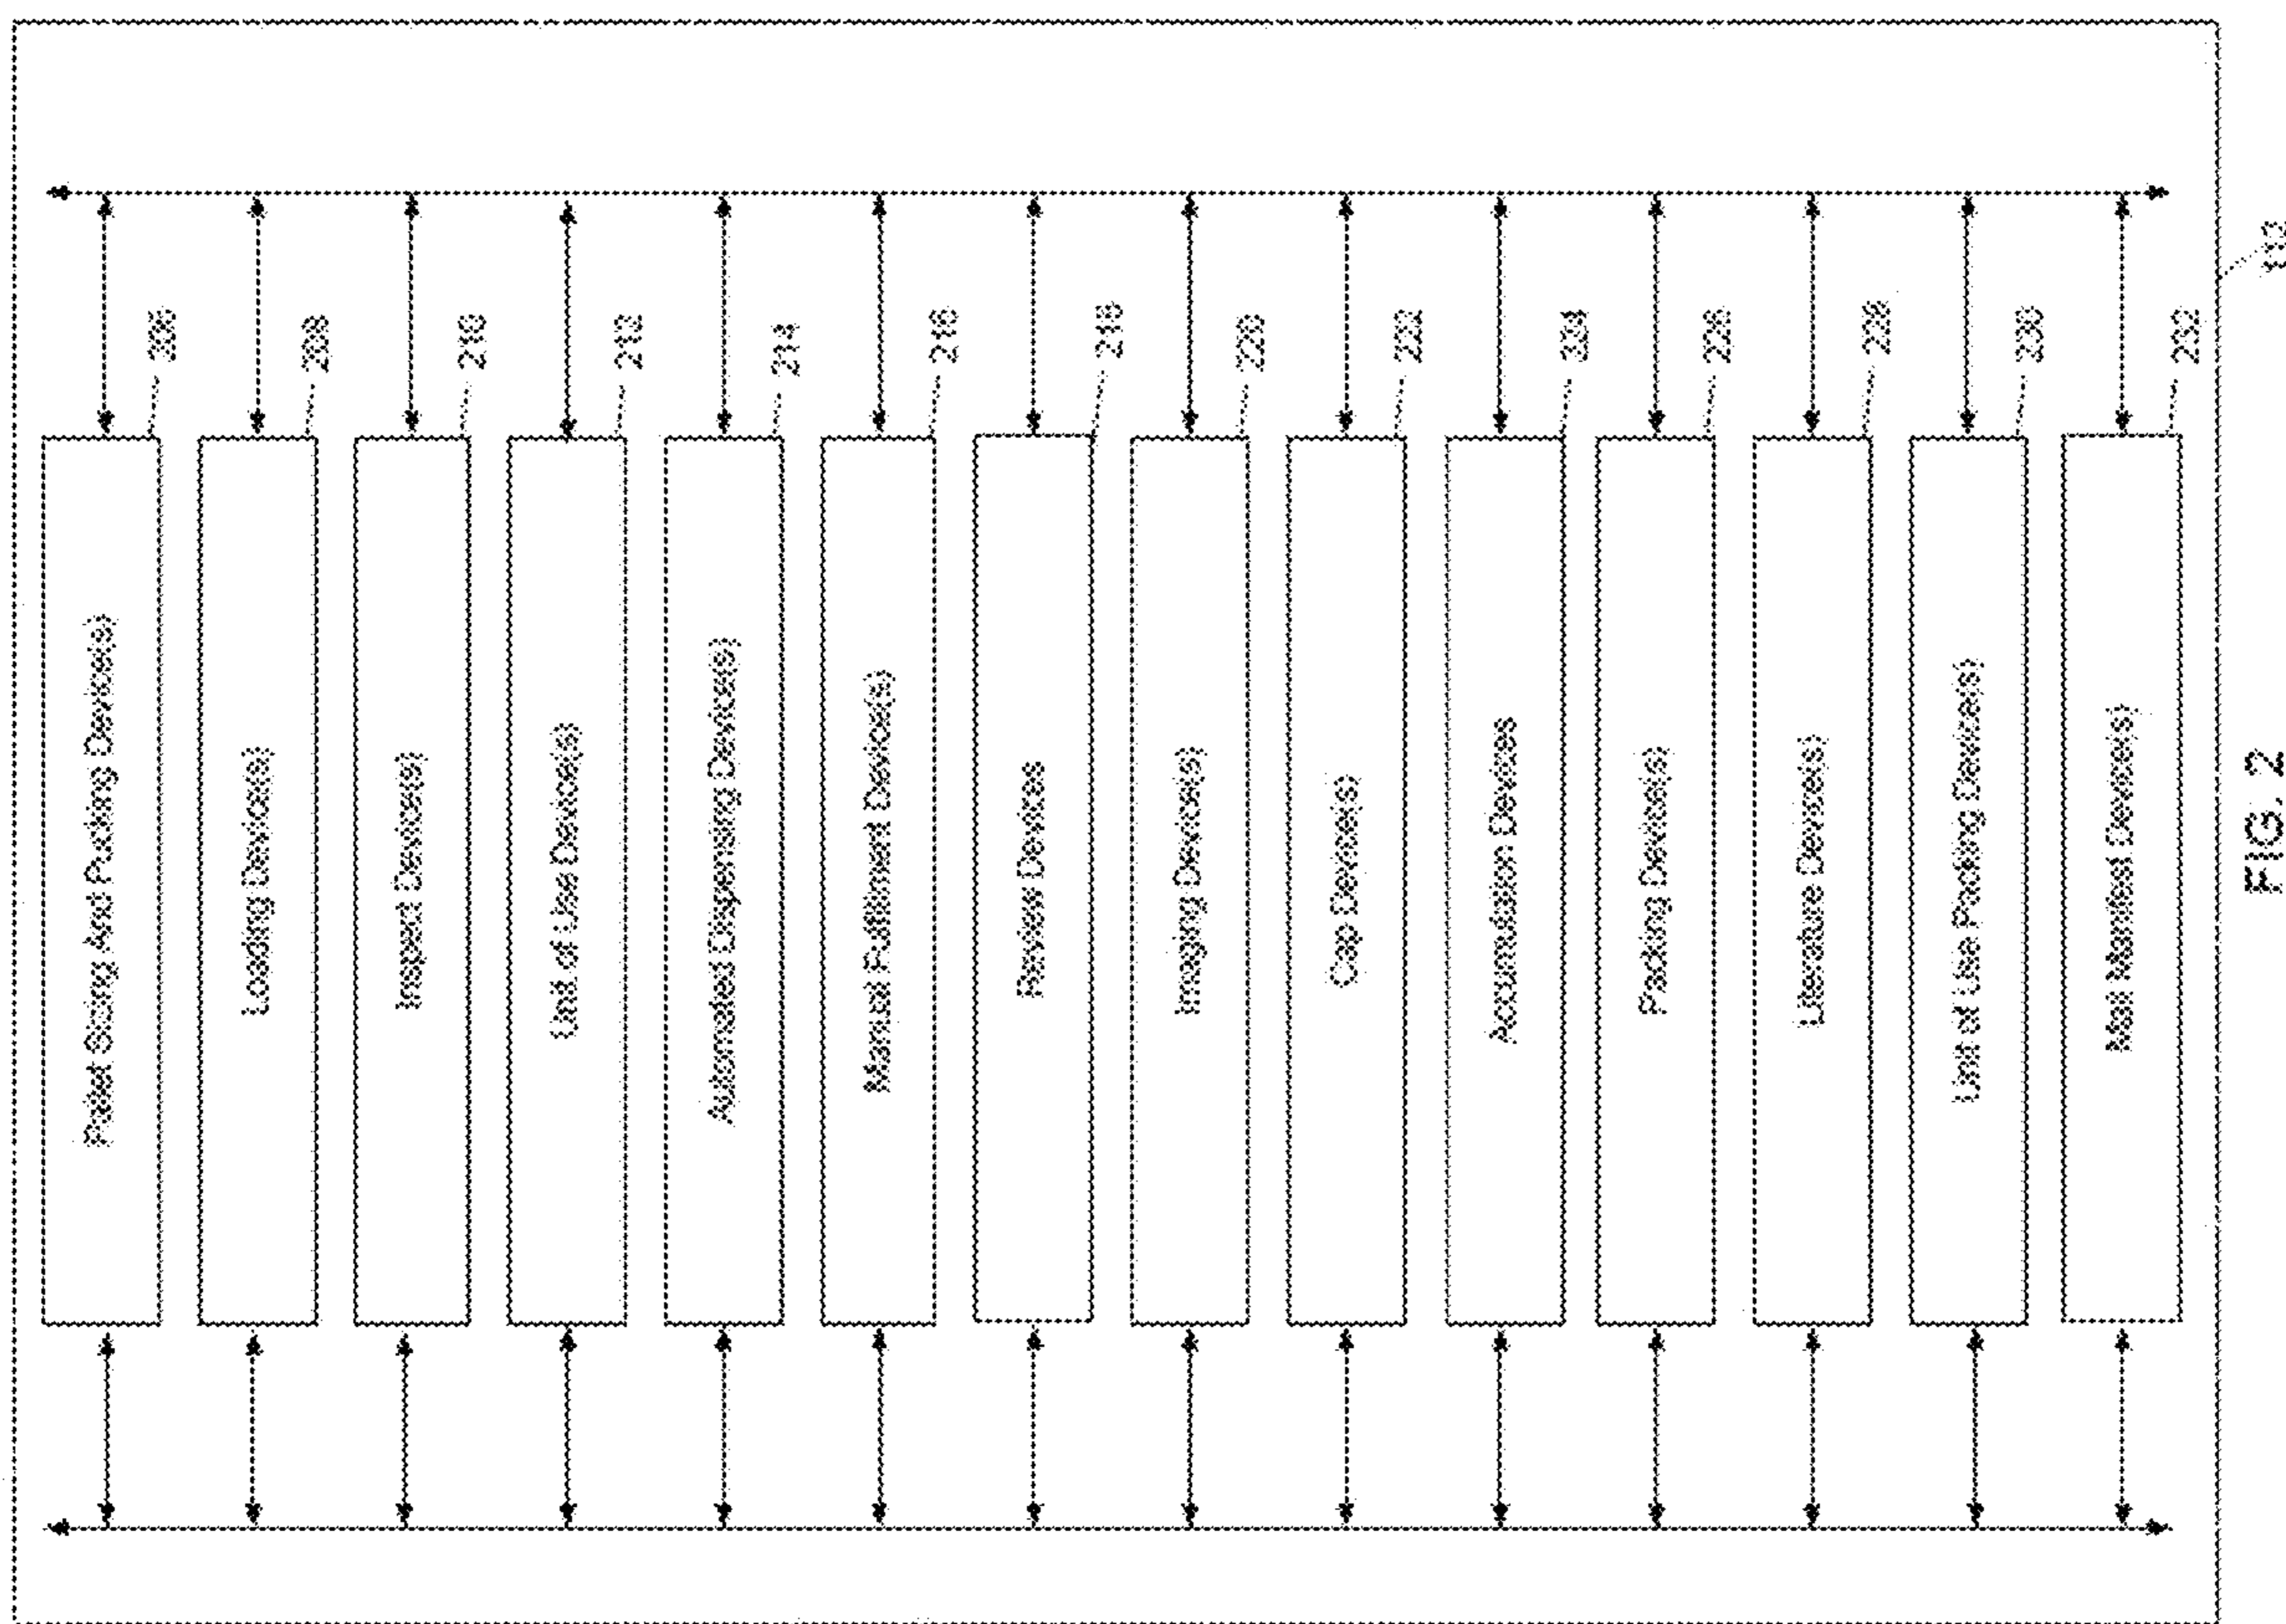 206
Pallet Sizing And Pucking Device(s)
208
Loading Device(s)
210
Inspect Device(s)
212
Unit of Use Device(s)
214
Automated Dispensing Device(s)
216
Manual Fulfillment Device(s)
218
Review Devices
220
Imaging Device(s)
222
Cap Device(s)
224
Accumulation Devices
226
Packing Device(s)
228
Literature Device(s)
230
Unit of Use Packing Device(s)
232
Mail Manifest Device(s)
112
FIG. 2